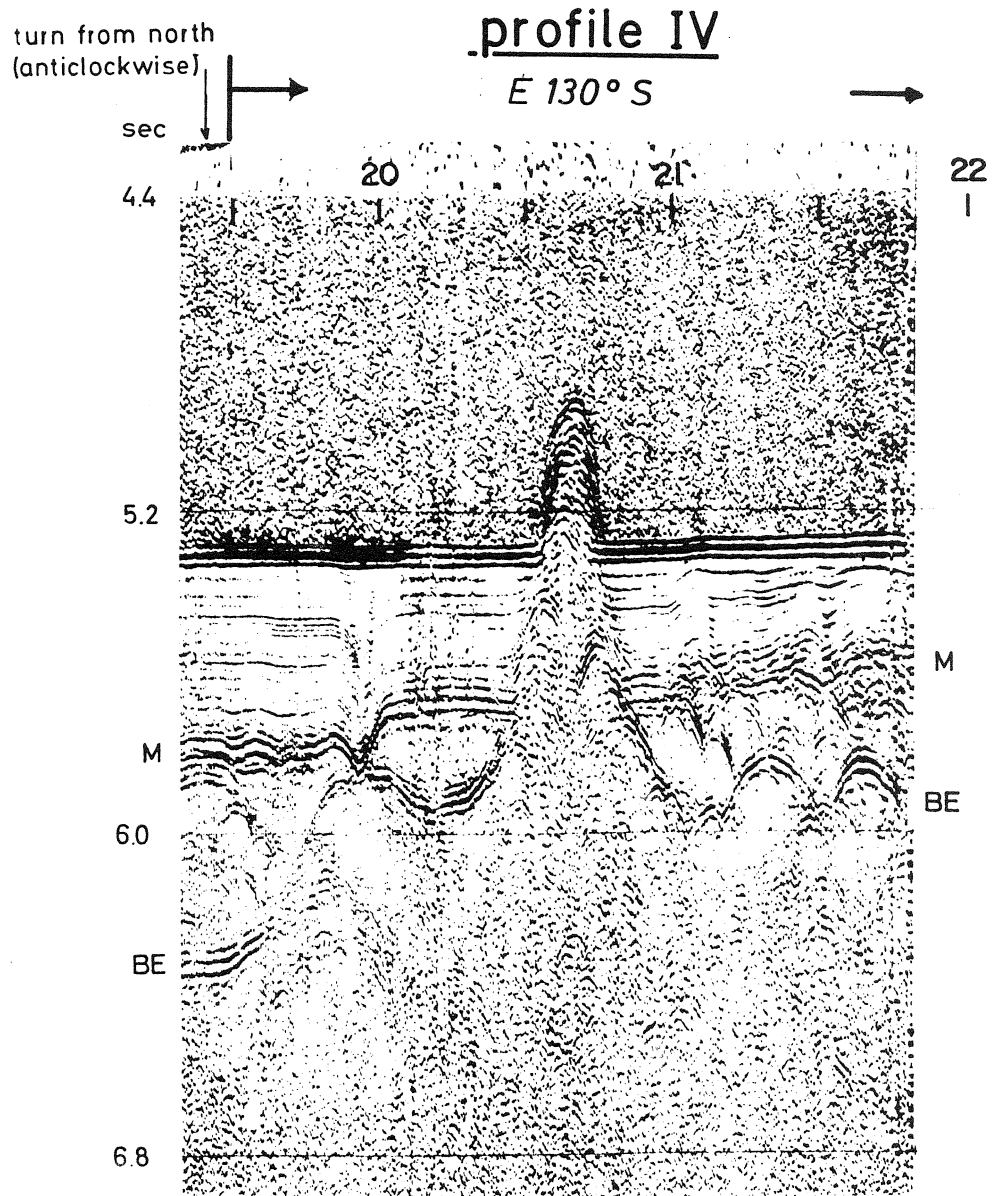 profile IV
turn from north
(anticlockwise)
E 130° S
sec
20 21 22
4.4
5.2
M
M
BE
6.0
BE
6.8